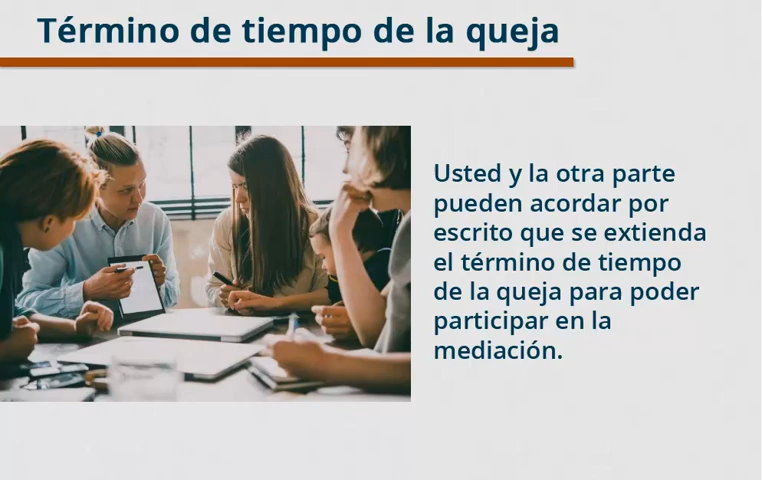 Término de tiempo de la queja
Usted y la otra parte
pueden acordar por
escrito que se extienda
el término de tiempo
de la queja para poder
participar en la
mediación.